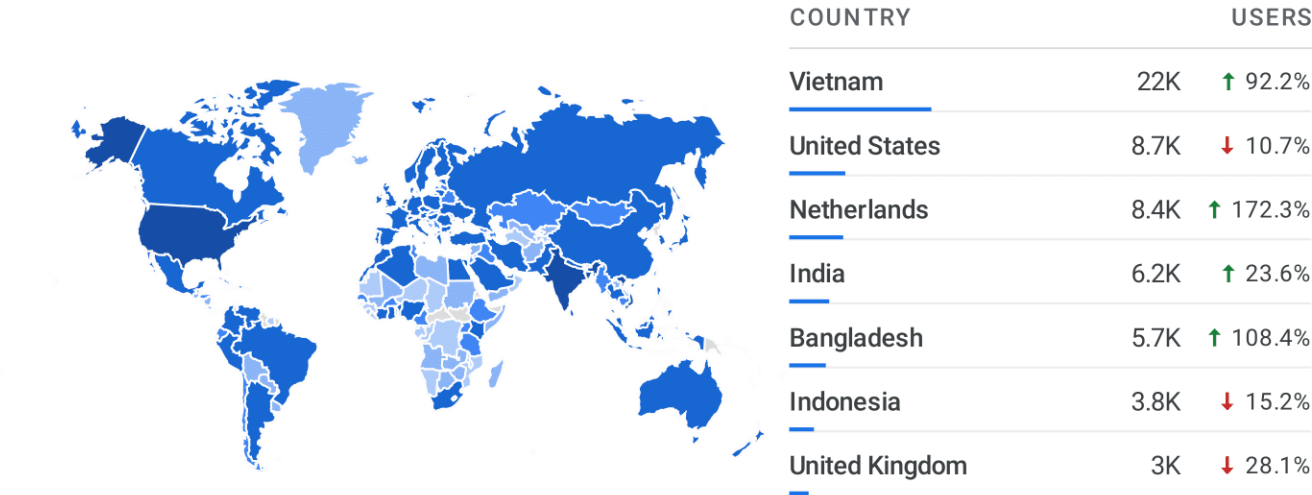 COUNTRY USERS
Vietnam 22K ↑ 92.2%
United States 8.7K ↓ 10.7%
Netherlands 8.4K ↑ 172.3%
India 6.2K ↑ 23.6%
Bangladesh 5.7K ↑ 108.4%
Indonesia 3.8K ↓ 15.2%
United Kingdom 3K ↓ 28.1%